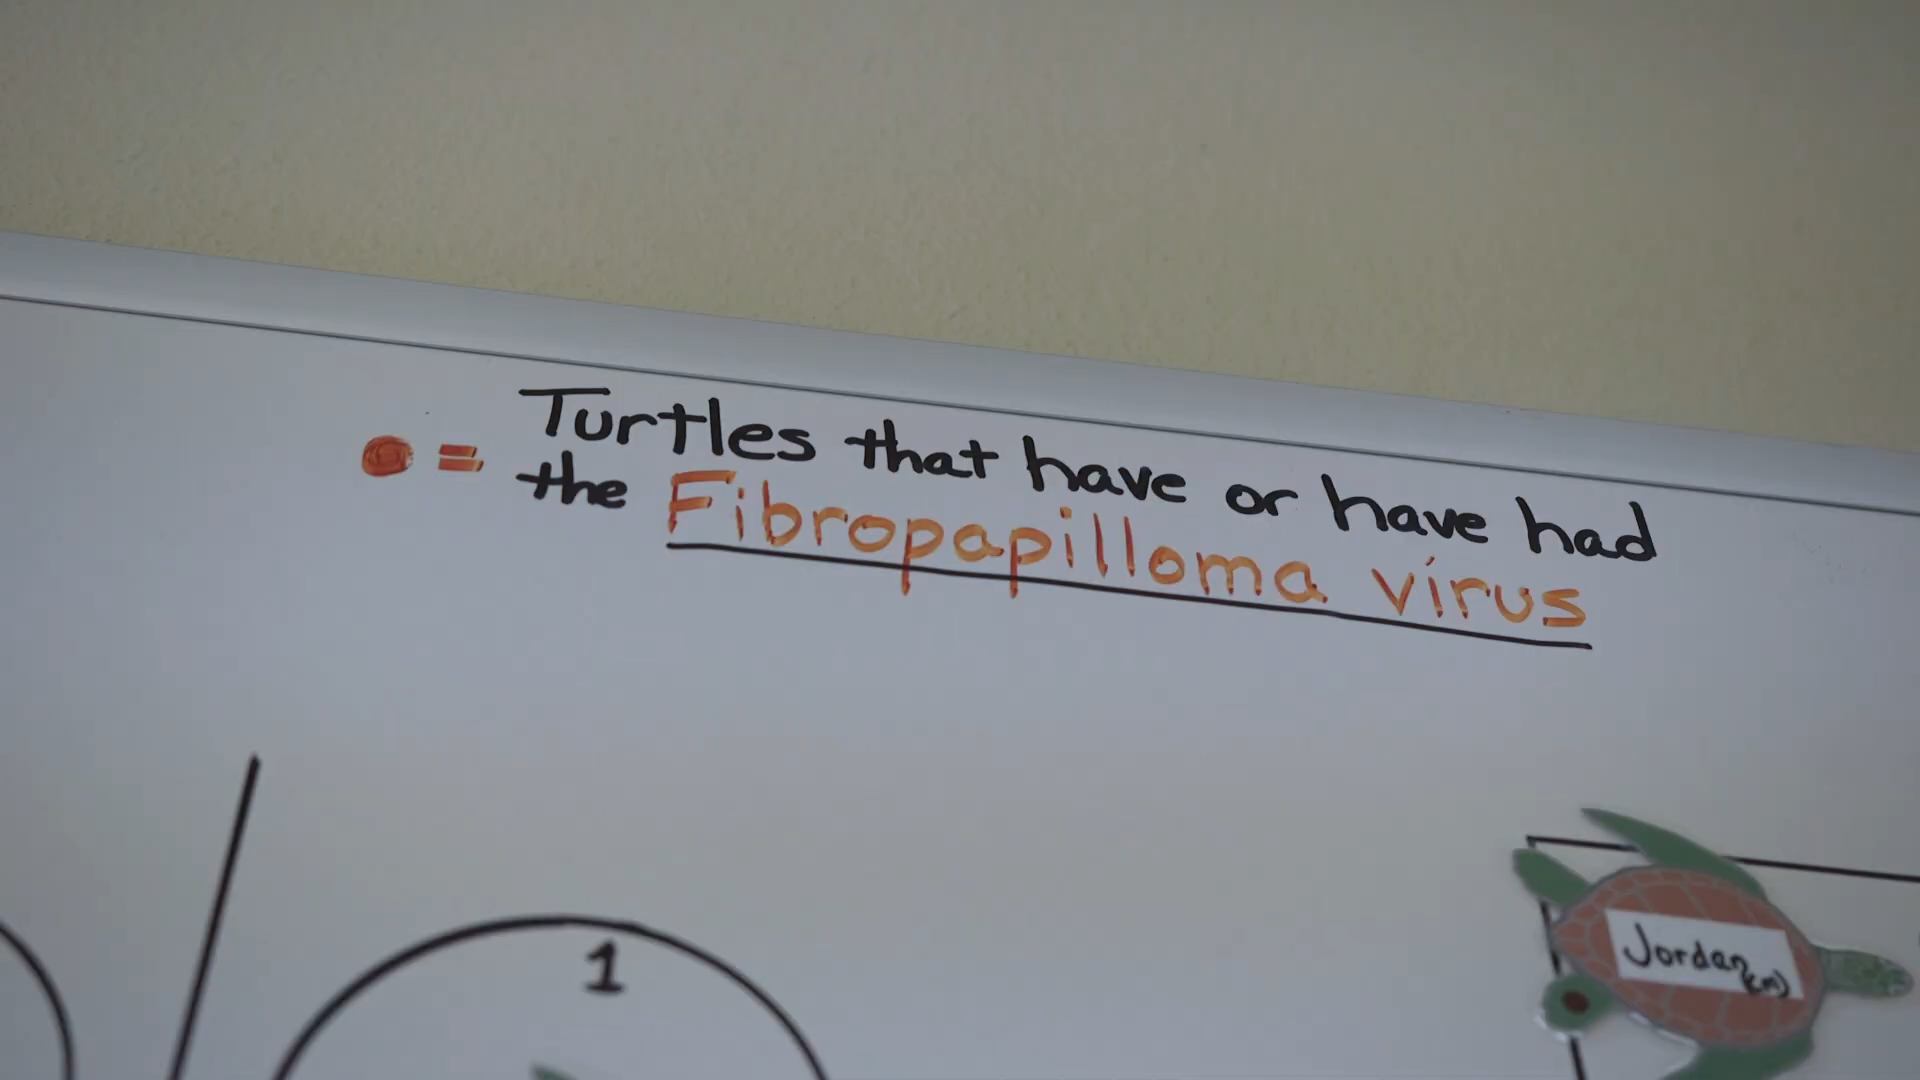 = Turtles that have or have had
the Fibropapilloma virus
1
Jordan(m)